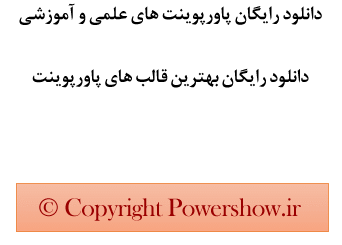 دانلود رایگان پاورپوینت های علمی و آموزشی
دانلود رایگان بهترین قالب های پاورپوینت
© Copyright Powershow.ir